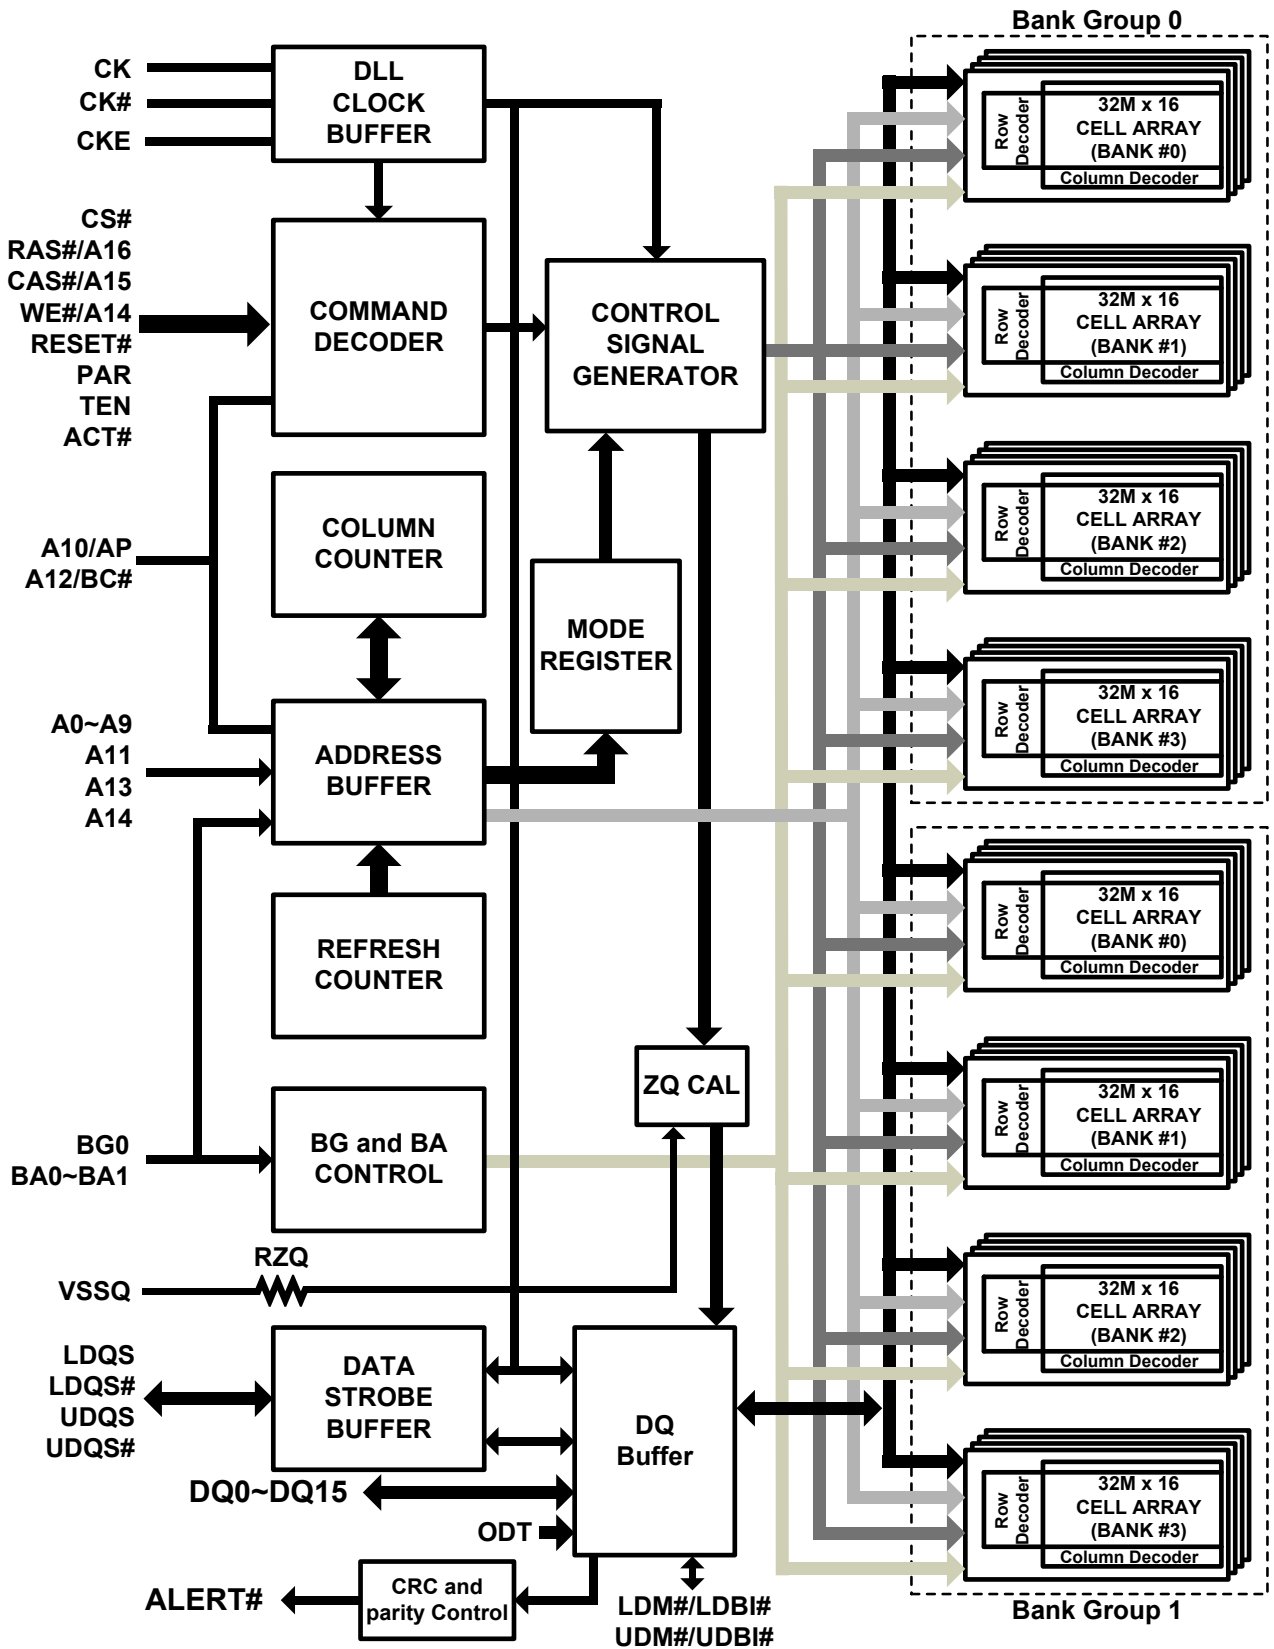 Bank Group 0
CK
CK#
CKE
DLL
CLOCK
BUFFER
CS#
RAS#/A16
CAS#/A15
WE#/A14
RESET#
PAR
TEN
ACT#
COMMAND
DECODER
CONTROL
SIGNAL
GENERATOR
A10/AP
A12/BC#
COLUMN
COUNTER
MODE
REGISTER
A0~A9
A11
A13
A14
ADDRESS
BUFFER
REFRESH
COUNTER
ZQ CAL
BG0
BA0~BA1
BG and BA
CONTROL
RZQ
VSSQ
LDQS
LDQS#
UDQS
UDQS#
DATA
STROBE
BUFFER
DQ
Buffer
DQ0~DQ15
ODT
ALERT#
CRC and
parity Control
LDM#/LDBI#
UDM#/UDBI#
Row
Decoder
32M x 16
CELL ARRAY
(BANK #0)
Column Decoder
Row
Decoder
32M x 16
CELL ARRAY
(BANK #1)
Column Decoder
Row
Decoder
32M x 16
CELL ARRAY
(BANK #2)
Column Decoder
Row
Decoder
32M x 16
CELL ARRAY
(BANK #3)
Column Decoder
Row
Decoder
32M x 16
CELL ARRAY
(BANK #0)
Column Decoder
Row
Decoder
32M x 16
CELL ARRAY
(BANK #1)
Column Decoder
Row
Decoder
32M x 16
CELL ARRAY
(BANK #2)
Column Decoder
Row
Decoder
32M x 16
CELL ARRAY
(BANK #3)
Column Decoder
Bank Group 1